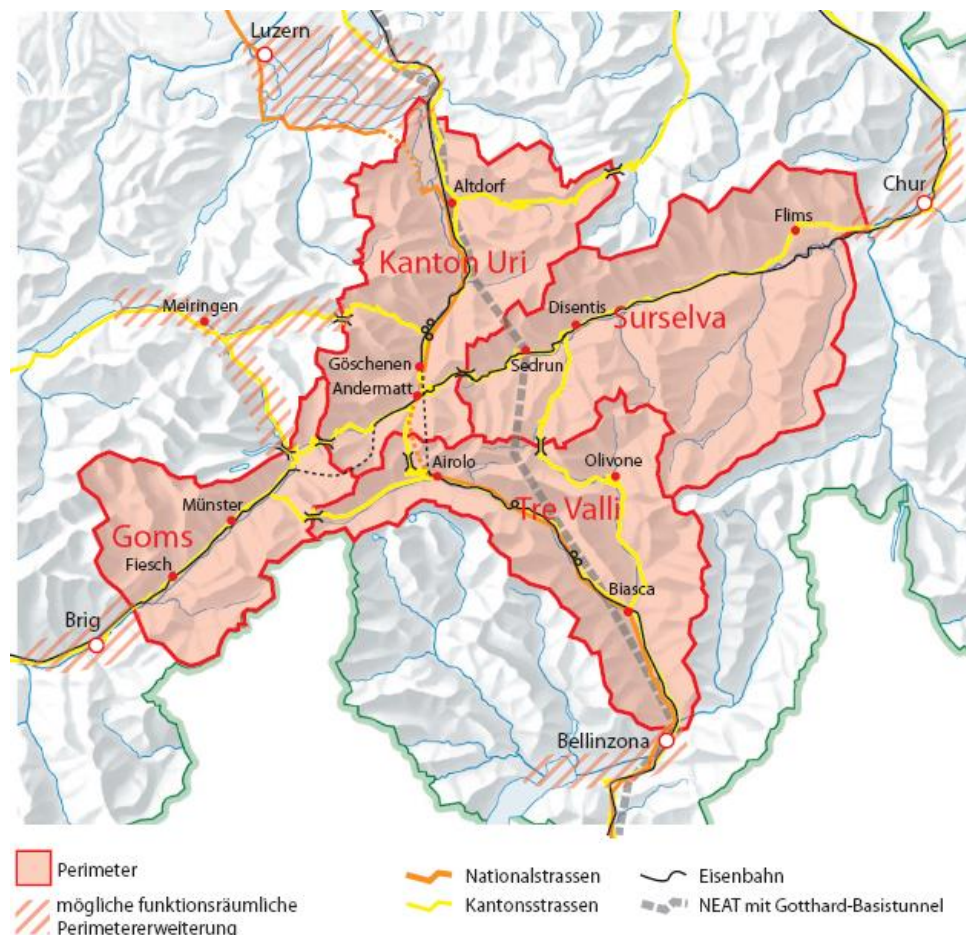 Luzern
Chur
Altdorf
Flims
Kanton Uri
Meiringen
Disentis
Surselva
Göschenen
Sedrun
Andermatt
Airolo
Olivone
Münster
Tre Valli
Goms
Fiesch
Biasca
Brig
Bellinzona
Perimeter
mögliche funktionsräumliche
Perimetererweiterung
Nationalstrassen
Kantonsstrassen
Eisenbahn
NEAT mit Gotthard-Basistunnel